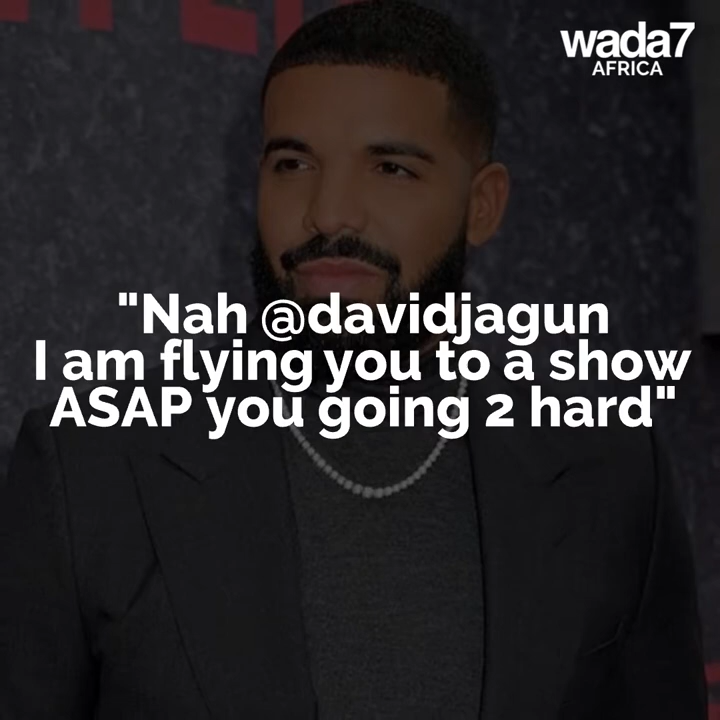 wada7
AFRICA
"Nah @davidjagun
I am flying you to a show
ASAP you going 2 hard"